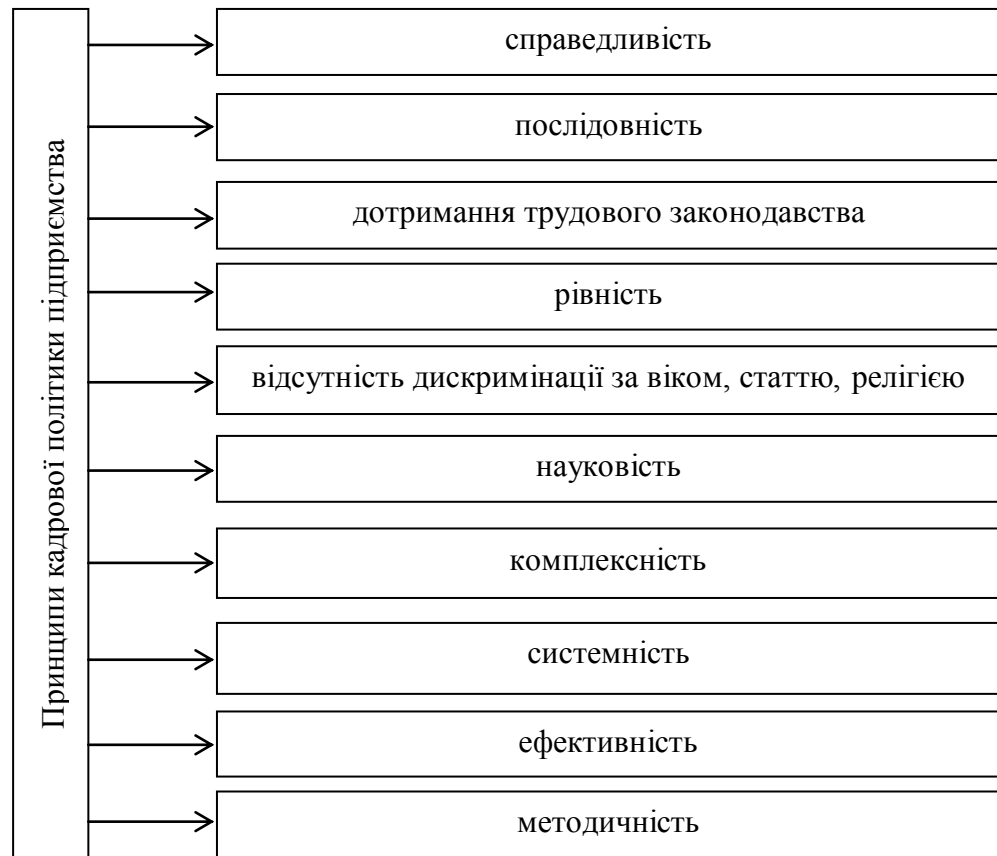 Принципи кадрової політики підприємства
справедливість
послідовність
дотримання трудового законодавства
рівність
відсутність дискримінації за віком, статтю, релігією
науковість
комплексність
системність
ефективність
методичність